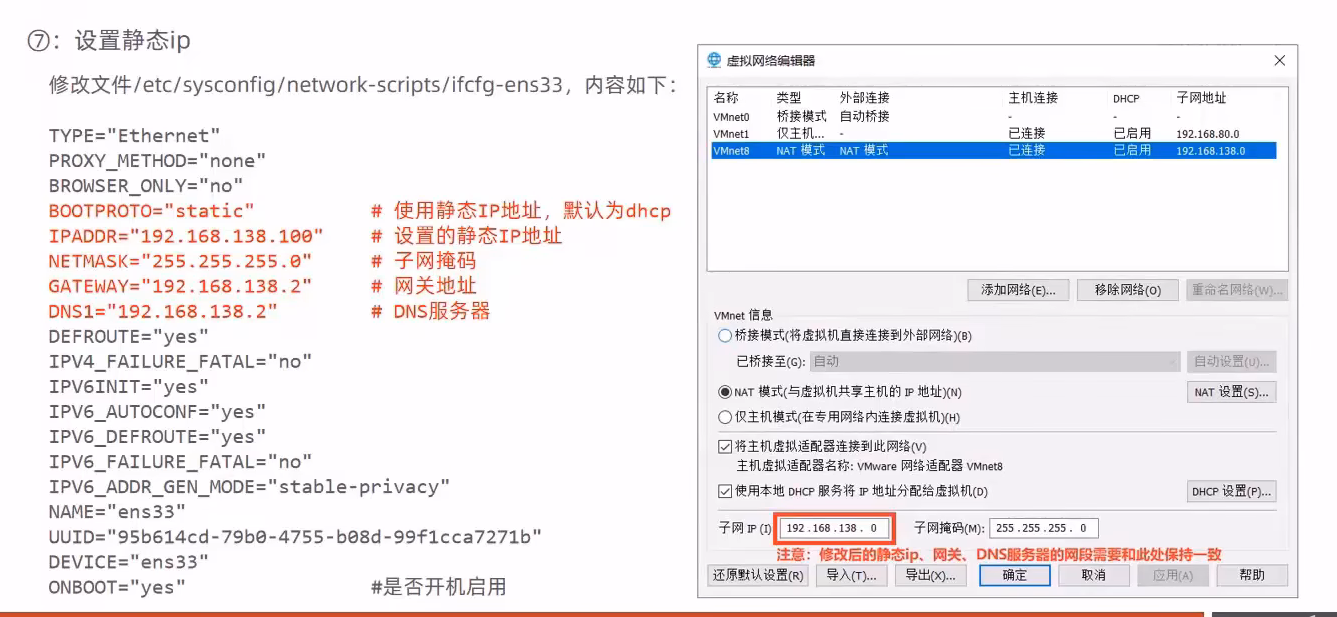 ⑦：设置静态ip
修改文件/etc/sysconfig/network-scripts/ifcfg-ens33，内容如下：
TYPE="Ethernet"
PROXY_METHOD="none"
BROWSER_ONLY="no"
BOOTPROTO="static" # 使用静态IP地址，默认为dhcp
IPADDR="192.168.138.100" # 设置的静态IP地址
NETMASK="255.255.255.0" # 子网掩码
GATEWAY="192.168.138.2" # 网关地址
DNS1="192.168.138.2" # DNS服务器
DEFROUTE="yes"
IPV4_FAILURE_FATAL="no"
IPV6INIT="yes"
IPV6_AUTOCONF="yes"
IPV6_DEFROUTE="yes"
IPV6_FAILURE_FATAL="no"
IPV6_ADDR_GEN_MODE="stable-privacy"
NAME="ens33"
UUID="95b614cd-79b0-4755-b08d-99f1cca7271b"
DEVICE="ens33"
ONBOOT="yes" #是否开机启用
虚拟网络编辑器
名称 类型 外部连接 主机连接 DHCP 子网地址
VMnet0 桥接模式 自动桥接 - - -
VMnet1 仅主机... - 已连接 已启用 192.168.80.0
VMnet8 NAT 模式 NAT 模式 已连接 已启用 192.168.138.0
添加网络(E)... 移除网络(O) 重命名网络(W)...
VMnet 信息
桥接模式(将虚拟机直接连接到外部网络)(B)
已桥接至(G): 自动 自动设置(U)...
NAT 模式(与虚拟机共享主机的 IP 地址)(N) NAT 设置(S)...
仅主机模式(在专用网络内连接虚拟机)(H)
将主机虚拟适配器连接到此网络(V)
主机虚拟适配器名称: VMware 网络适配器 VMnet8
使用本地 DHCP 服务将 IP 地址分配给虚拟机(D) DHCP 设置(P)...
子网 IP (I) 192.168.138. 0 子网掩码(M): 255.255.255. 0
注意：修改后的静态ip、网关、DNS服务器的网段需要和此处保持一致
还原默认设置(R) 导入(T)... 导出(X)... 确定 取消 应用(A) 帮助